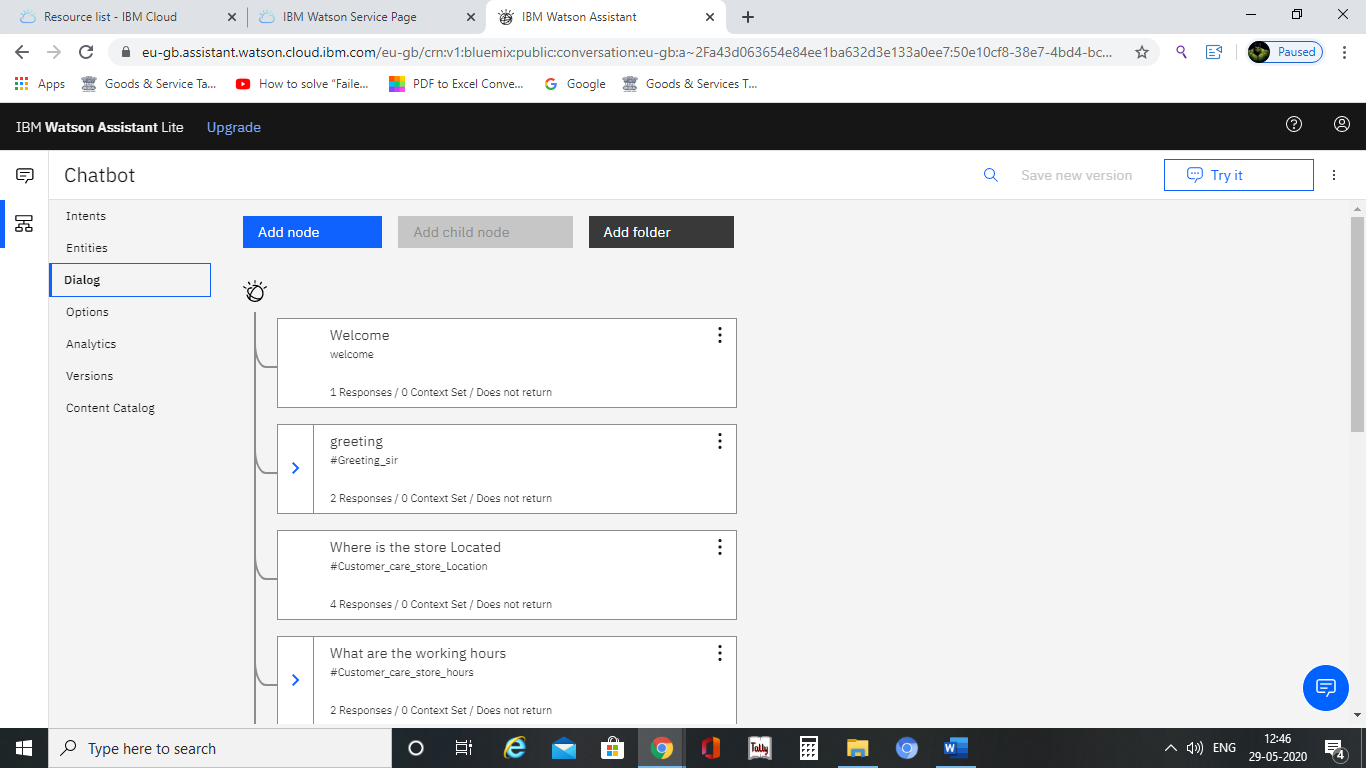 Resource list - IBM Cloud
IBM Watson Service Page
IBM Watson Assistant
eu-gb.assistant.watson.cloud.ibm.com/eu-gb/crn:v1:bluemix:public:conversation:eu-gb:a~2Fa43d063654e84ee1ba632d3e133a0ee7:50e10cf8-38e7-4bd4-bc...
Paused
Apps
Goods & Service Ta...
How to solve “Faile...
PDF to Excel Conve...
Google
Goods & Services T...
IBM Watson Assistant Lite
Upgrade
Chatbot
Save new version
Try it
Intents
Entities
Dialog
Options
Analytics
Versions
Content Catalog
Add node
Add child node
Add folder
Welcome
welcome
1 Responses / 0 Context Set / Does not return
greeting
#Greeting_sir
2 Responses / 0 Context Set / Does not return
Where is the store Located
#Customer_care_store_Location
4 Responses / 0 Context Set / Does not return
What are the working hours
#Customer_care_store_hours
2 Responses / 0 Context Set / Does not return
Type here to search
Tally
ENG
12:46
29-05-2020
4